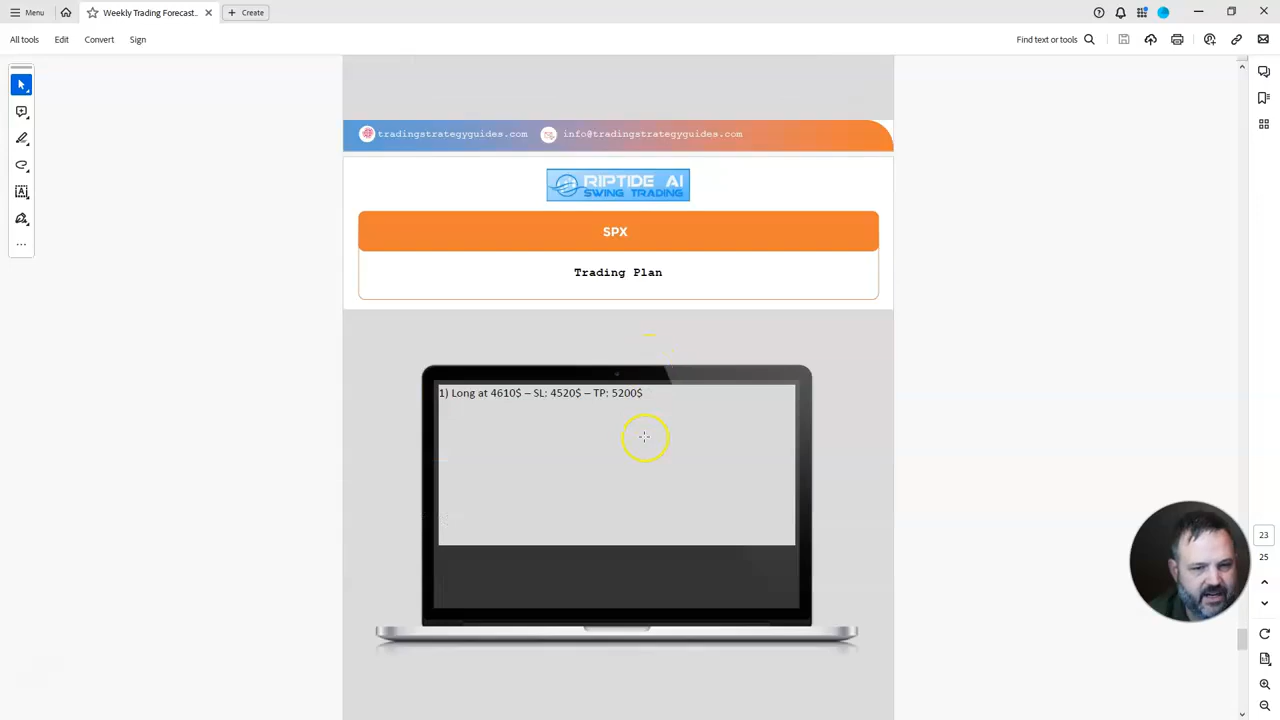 Menu
Weekly Trading Forecast...
Create
All tools
Edit
Convert
Sign
Find text or tools
tradingstrategyguides.com
info@tradingstrategyguides.com
RIPTIDE AI
SWING TRADING
SPX
Trading Plan
1) Long at 4610$ – SL: 4520$ – TP: 5200$
23
25